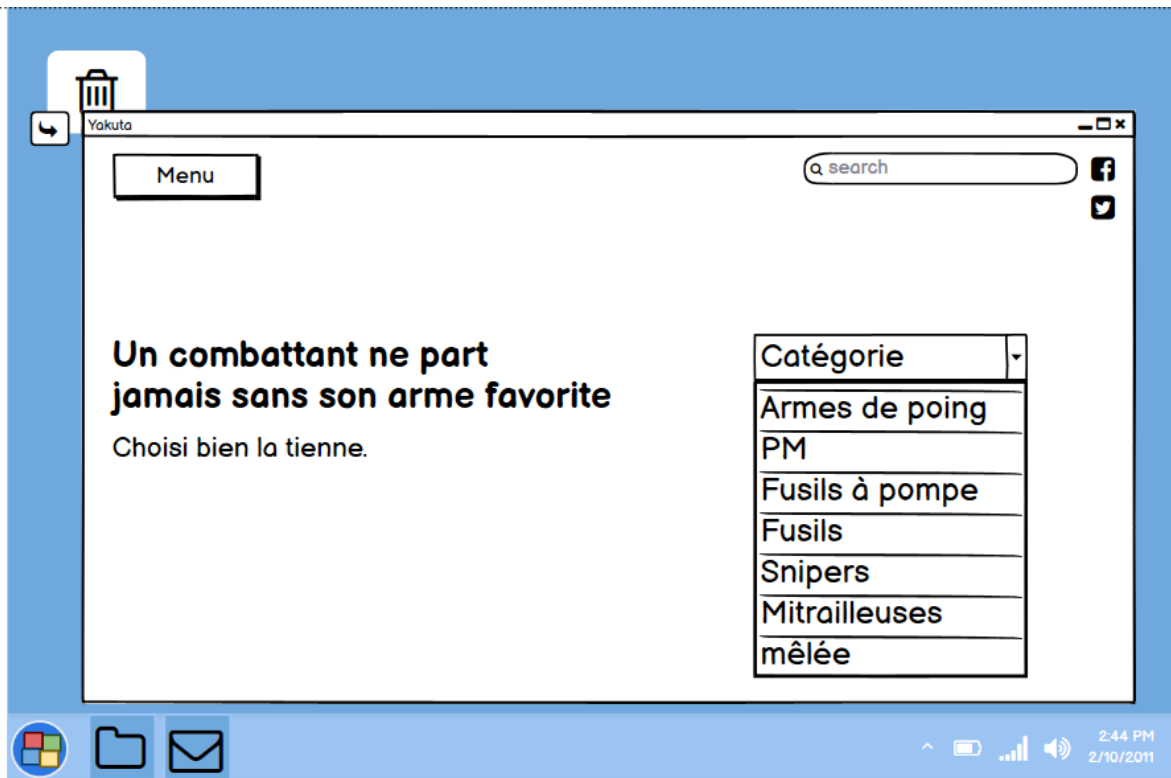 Yakuta
Menu
search
Un combattant ne part
jamais sans son arme favorite
Choisi bien la tienne.
Catégorie
Armes de poing
PM
Fusils à pompe
Fusils
Snipers
Mitrailleuses
mêlée
2:44 PM
2/10/2011